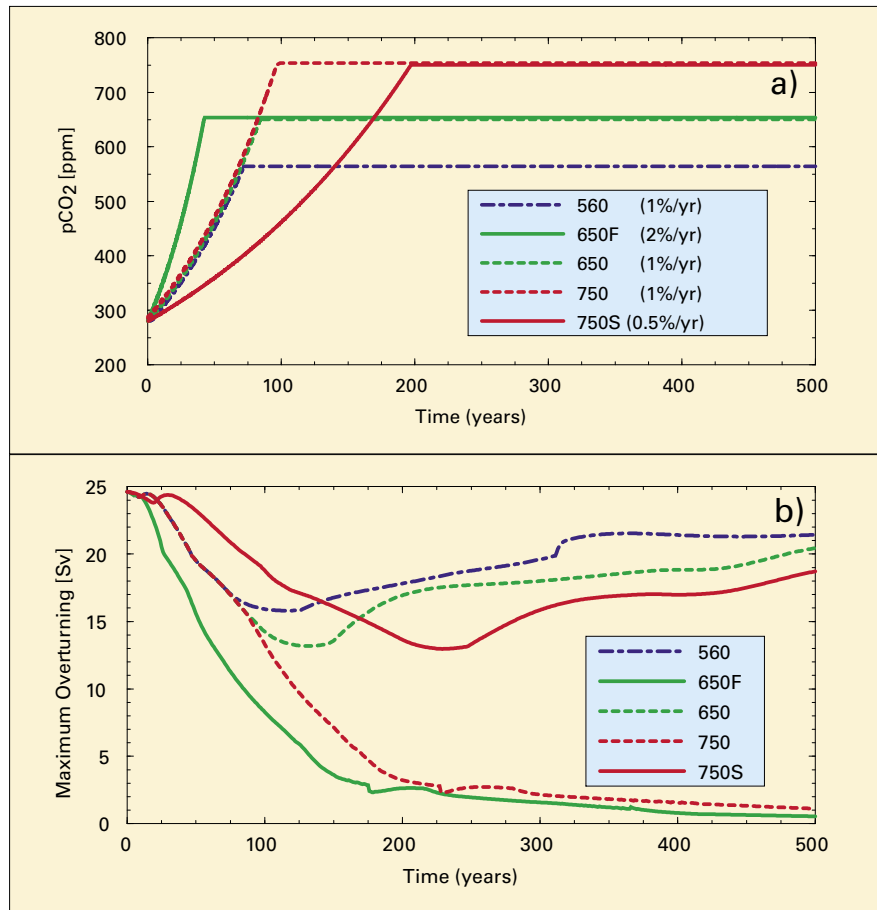 a)
800
700
600
500
400
300
200
pCO₂ [ppm]
560 (1%/yr)
650F (2%/yr)
650 (1%/yr)
750 (1%/yr)
750S (0.5%/yr)
0 100 200 300 400 500
Time (years)
b)
25
20
15
10
5
0
Maximum Overturning [Sv]
560
650F
650
750
750S
0 100 200 300 400 500
Time (years)